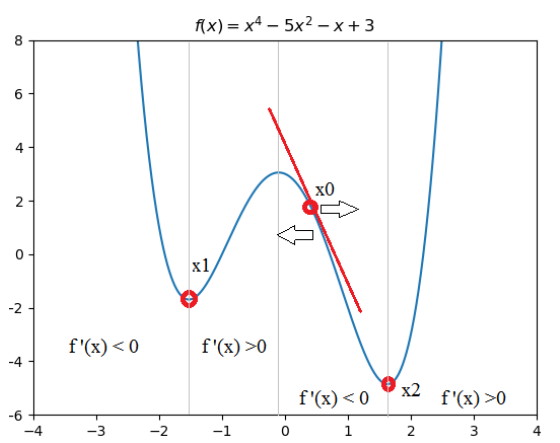 f(x) = x⁴ − 5x² − x + 3
8
6
4
2
0
-2
-4
-6
x0
x1
f '(x) < 0
f '(x) >0
f '(x) < 0
x2
f '(x) >0
−4 −3 −2 −1 0 1 2 3 4